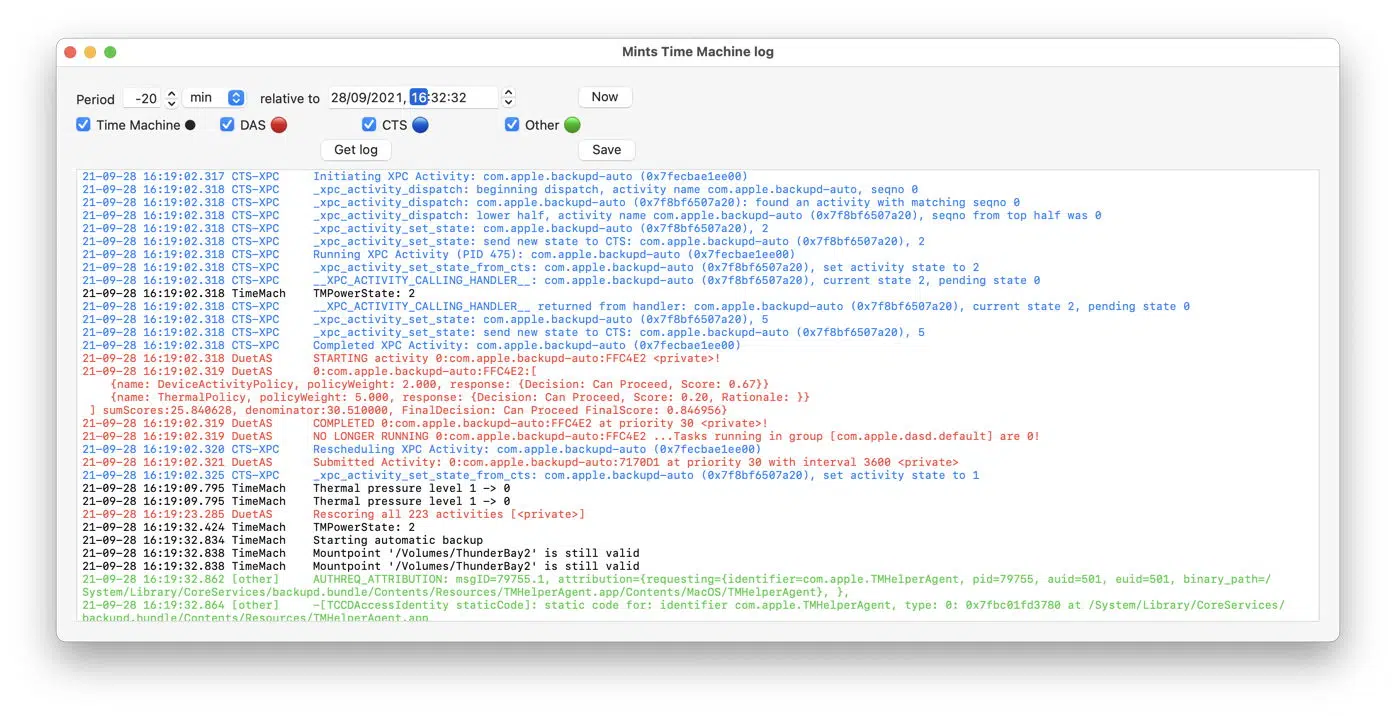 Mints Time Machine log
Period -20 min relative to 28/09/2021, 16:32:32 Now
Time Machine DAS CTS Other
Get log Save
21-09-28 16:19:02.317 CTS-XPC Initiating XPC Activity: com.apple.backupd-auto (0x7fecbae1ee00)
21-09-28 16:19:02.318 CTS-XPC _xpc_activity_dispatch: beginning dispatch, activity name com.apple.backupd-auto, seqno 0
21-09-28 16:19:02.318 CTS-XPC _xpc_activity_dispatch: com.apple.backupd-auto (0x7f8bf6507a20): found an activity with matching seqno 0
21-09-28 16:19:02.318 CTS-XPC _xpc_activity_dispatch: lower half, activity name com.apple.backupd-auto (0x7f8bf6507a20), seqno from top half was 0
21-09-28 16:19:02.318 CTS-XPC _xpc_activity_set_state: com.apple.backupd-auto (0x7f8bf6507a20), 2
21-09-28 16:19:02.318 CTS-XPC _xpc_activity_set_state: send new state to CTS: com.apple.backupd-auto (0x7f8bf6507a20), 2
21-09-28 16:19:02.318 CTS-XPC Running XPC Activity (PID 475): com.apple.backupd-auto (0x7fecbae1ee00)
21-09-28 16:19:02.318 CTS-XPC _xpc_activity_set_state_from_cts: com.apple.backupd-auto (0x7f8bf6507a20), set activity state to 2
21-09-28 16:19:02.318 CTS-XPC __XPC_ACTIVITY_CALLING_HANDLER__: com.apple.backupd-auto (0x7f8bf6507a20), current state 2, pending state 0
21-09-28 16:19:02.318 TimeMach TMPowerState: 2
21-09-28 16:19:02.318 CTS-XPC __XPC_ACTIVITY_CALLING_HANDLER__ returned from handler: com.apple.backupd-auto (0x7f8bf6507a20), current state 2, pending state 0
21-09-28 16:19:02.318 CTS-XPC _xpc_activity_set_state: com.apple.backupd-auto (0x7f8bf6507a20), 5
21-09-28 16:19:02.318 CTS-XPC _xpc_activity_set_state: send new state to CTS: com.apple.backupd-auto (0x7f8bf6507a20), 5
21-09-28 16:19:02.318 CTS-XPC Completed XPC Activity: com.apple.backupd-auto (0x7fecbae1ee00)
21-09-28 16:19:02.318 DuetAS STARTING activity 0:com.apple.backupd-auto:FFC4E2 <private>!
21-09-28 16:19:02.319 DuetAS 0:com.apple.backupd-auto:FFC4E2:[
{name: DeviceActivityPolicy, policyWeight: 2.000, response: {Decision: Can Proceed, Score: 0.67}}
{name: ThermalPolicy, policyWeight: 5.000, response: {Decision: Can Proceed, Score: 0.20, Rationale: }}
] sumScores:25.840628, denominator:30.510000, FinalDecision: Can Proceed FinalScore: 0.846956}
21-09-28 16:19:02.319 DuetAS COMPLETED 0:com.apple.backupd-auto:FFC4E2 at priority 30 <private>!
21-09-28 16:19:02.319 DuetAS NO LONGER RUNNING 0:com.apple.backupd-auto:FFC4E2 ...Tasks running in group [com.apple.dasd.default] are 0!
21-09-28 16:19:02.320 CTS-XPC Rescheduling XPC Activity: com.apple.backupd-auto (0x7fecbae1ee00)
21-09-28 16:19:02.321 DuetAS Submitted Activity: 0:com.apple.backupd-auto:7170D1 at priority 30 with interval 3600 <private>
21-09-28 16:19:02.325 CTS-XPC _xpc_activity_set_state_from_cts: com.apple.backupd-auto (0x7f8bf6507a20), set activity state to 1
21-09-28 16:19:09.795 TimeMach Thermal pressure level 1 -> 0
21-09-28 16:19:09.795 TimeMach Thermal pressure level 1 -> 0
21-09-28 16:19:23.285 DuetAS Rescoring all 223 activities [<private>]
21-09-28 16:19:32.424 TimeMach TMPowerState: 2
21-09-28 16:19:32.834 TimeMach Starting automatic backup
21-09-28 16:19:32.838 TimeMach Mountpoint '/Volumes/ThunderBay2' is still valid
21-09-28 16:19:32.838 TimeMach Mountpoint '/Volumes/ThunderBay2' is still valid
21-09-28 16:19:32.862 [other] AUTHREQ_ATTRIBUTION: msgID=79755.1, attribution={requesting={identifier=com.apple.TMHelperAgent, pid=79755, auid=501, euid=501, binary_path=/
System/Library/CoreServices/backupd.bundle/Contents/Resources/TMHelperAgent.app/Contents/MacOS/TMHelperAgent}, },
21-09-28 16:19:32.864 [other] -[TCCDAccessIdentity staticCode]: static code for: identifier com.apple.TMHelperAgent, type: 0: 0x7fbc01fd3780 at /System/Library/CoreServices/
backupd.bundle/Contents/Resources/TMHelperAgent.app